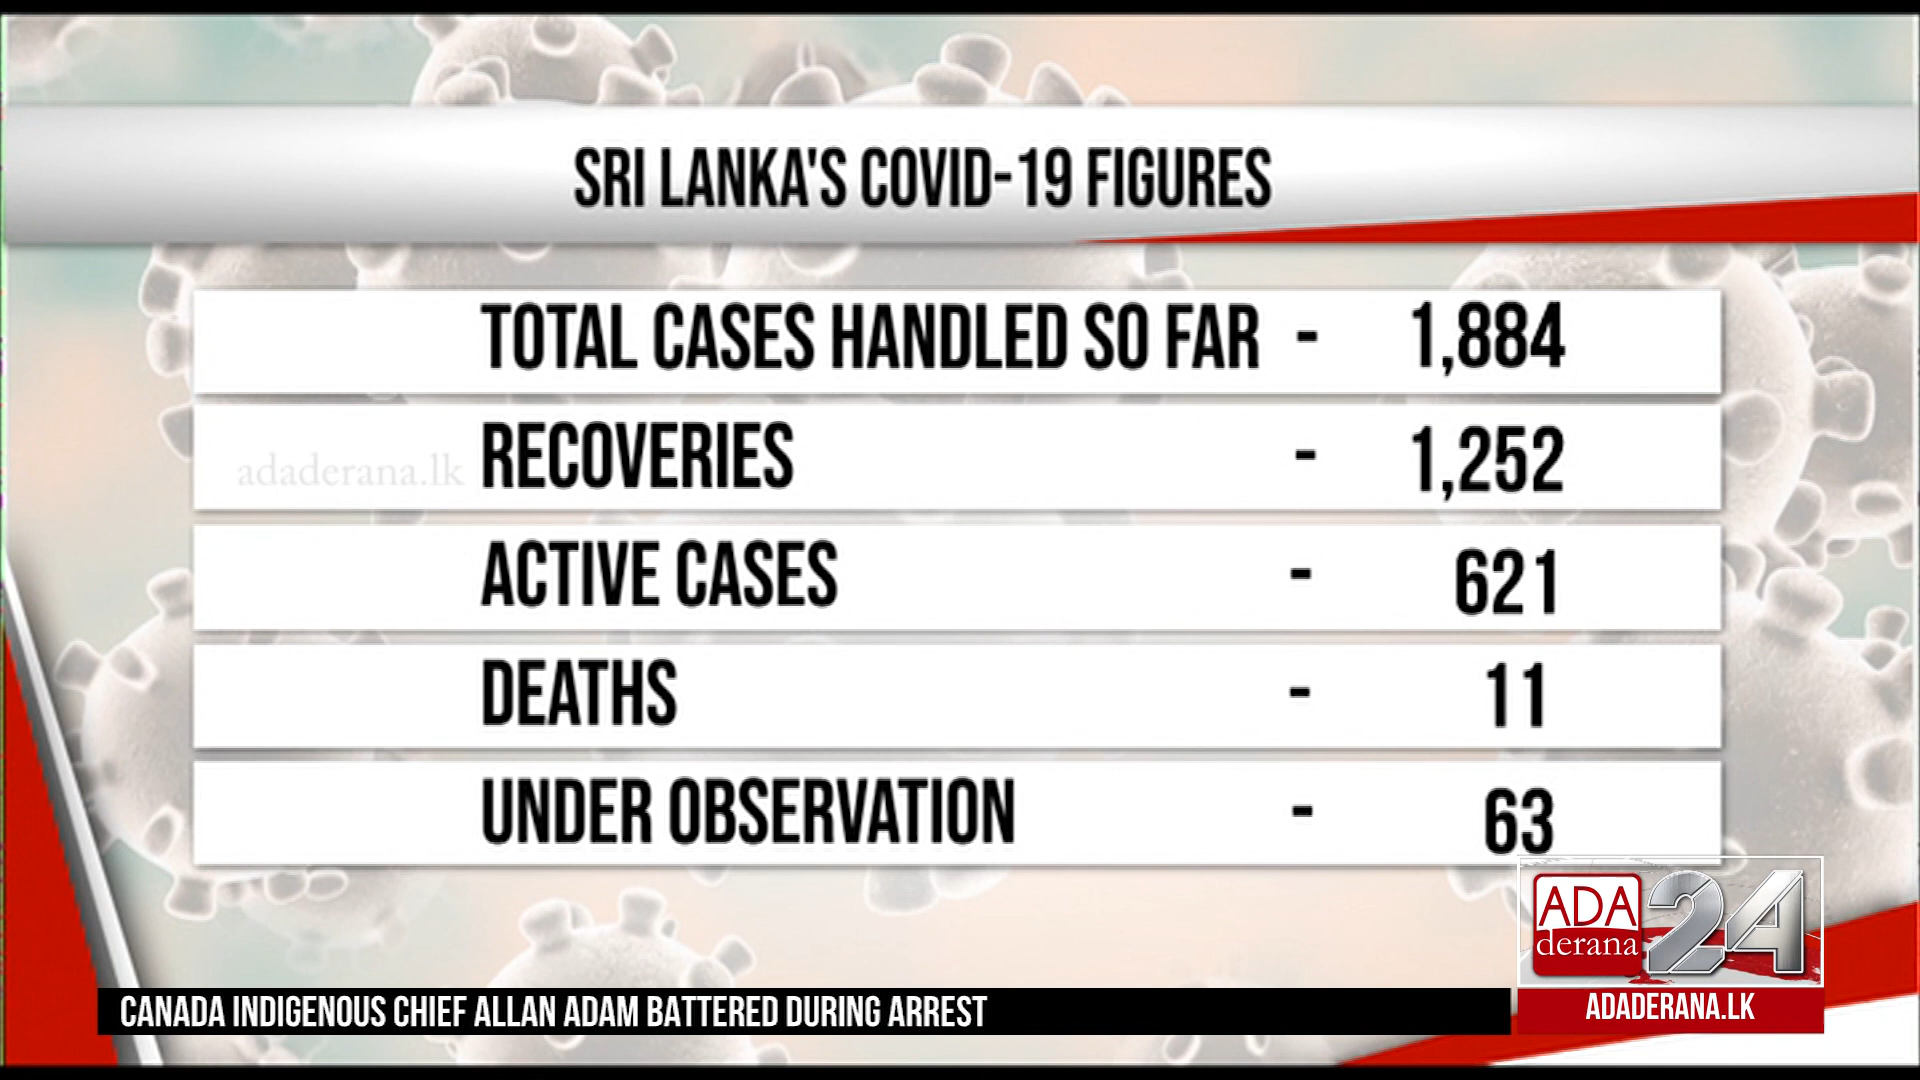 SRI LANKA'S COVID-19 FIGURES
TOTAL CASES HANDLED SO FAR - 1,884
adaderana.lk
RECOVERIES - 1,252
ACTIVE CASES - 621
DEATHS - 11
UNDER OBSERVATION - 63
ADA
derana
24
CANADA INDIGENOUS CHIEF ALLAN ADAM BATTERED DURING ARREST
ADADERANA.LK